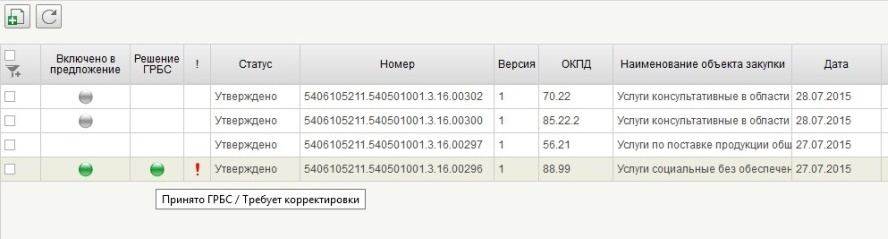 Включено в предложение Решение ГРБС ! Статус Номер Версия ОКПД Наименование объекта закупки Дата
Утверждено 5406105211.540501001.3.16.00302 1 70.22 Услуги консультативные в области 28.07.2015
Утверждено 5406105211.540501001.3.16.00300 1 85.22.2 Услуги консультативные в области 28.07.2015
Утверждено 5406105211.540501001.3.16.00297 1 56.21 Услуги по поставке продукции общ 27.07.2015
! Утверждено 5406105211.540501001.3.16.00296 1 88.99 Услуги социальные без обеспечен 27.07.2015
Принято ГРБС / Требует корректировки